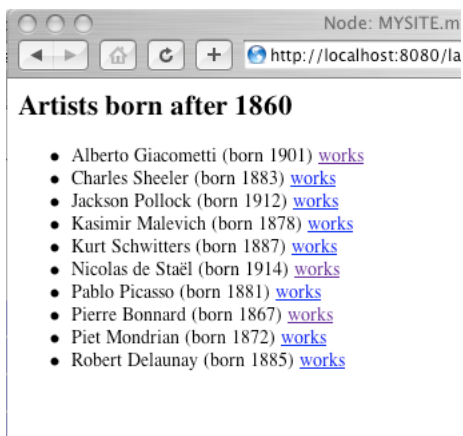 Node: MYSITE.m
http://localhost:8080/la
Artists born after 1860
• Alberto Giacometti (born 1901) works
• Charles Sheeler (born 1883) works
• Jackson Pollock (born 1912) works
• Kasimir Malevich (born 1878) works
• Kurt Schwitters (born 1887) works
• Nicolas de Staël (born 1914) works
• Pablo Picasso (born 1881) works
• Pierre Bonnard (born 1867) works
• Piet Mondrian (born 1872) works
• Robert Delaunay (born 1885) works